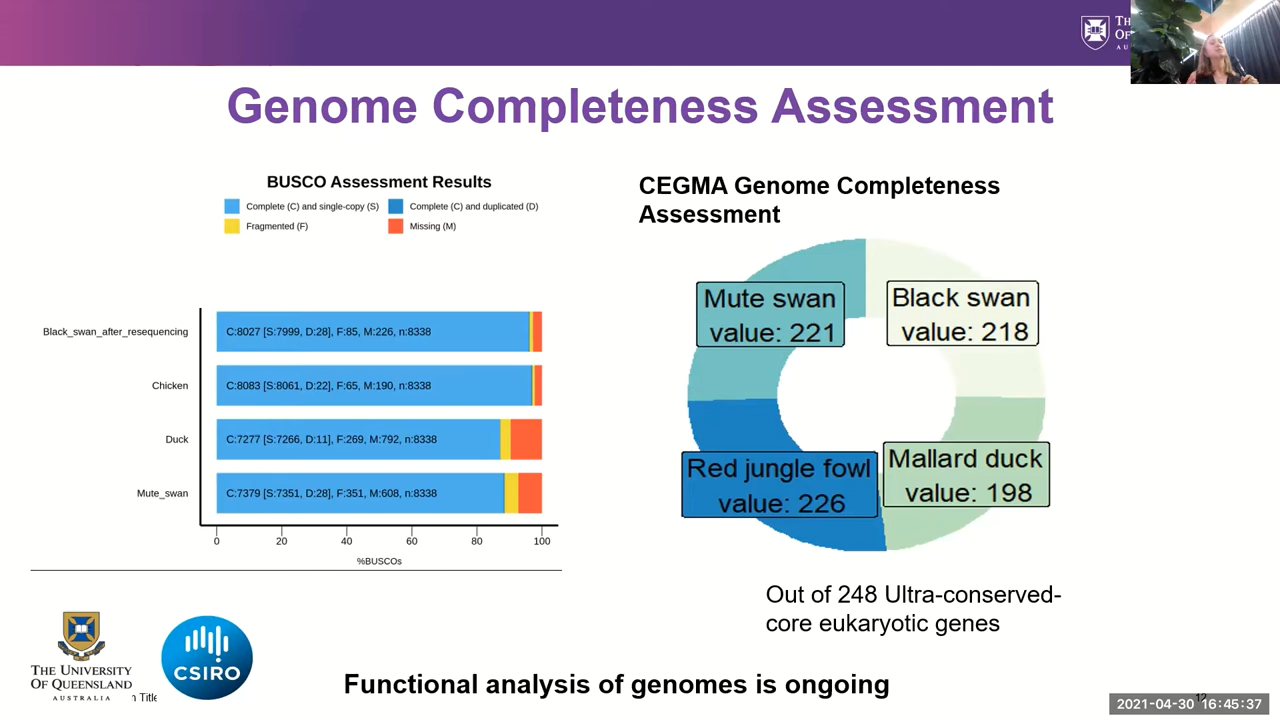 TH
OF
AU
Genome Completeness Assessment
BUSCO Assessment Results
Complete (C) and single-copy (S)
Complete (C) and duplicated (D)
Fragmented (F)
Missing (M)
Black_swan_after_resequencing
C:8027 [S:7999, D:28], F:85, M:226, n:8338
Chicken
C:8083 [S:8061, D:22], F:65, M:190, n:8338
Duck
C:7277 [S:7266, D:11], F:269, M:792, n:8338
Mute_swan
C:7379 [S:7351, D:28], F:351, M:608, n:8338
0 20 40 60 80 100
%BUSCOs
CEGMA Genome Completeness
Assessment
Mute swan
value: 221
Black swan
value: 218
Red jungle fowl
value: 226
Mallard duck
value: 198
Out of 248 Ultra-conserved-
core eukaryotic genes
THE UNIVERSITY
OF QUEENSLAND
AUSTRALIA
n Title
CSIRO
Functional analysis of genomes is ongoing
12
2021-04-30 16:45:37